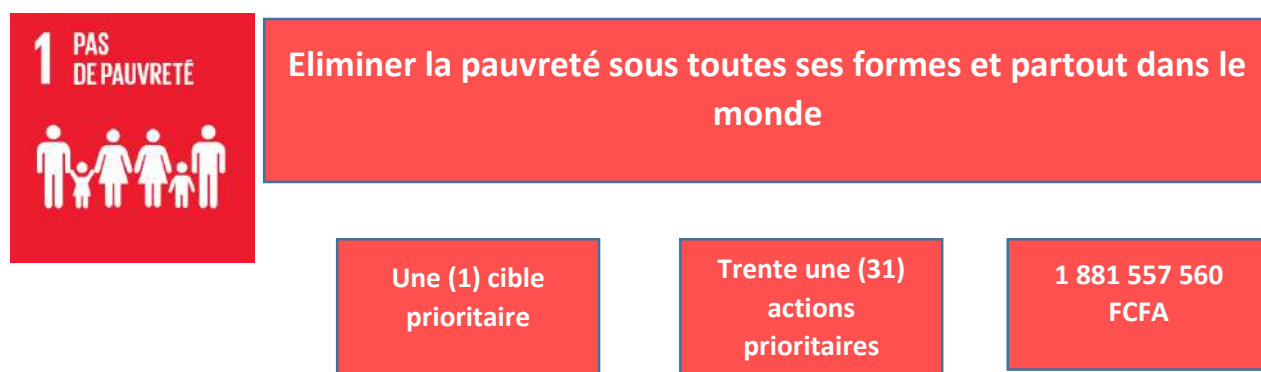 1 PAS
DE PAUVRETÉ
Eliminer la pauvreté sous toutes ses formes et partout dans le
monde
Une (1) cible
prioritaire
Trente une (31)
actions
prioritaires
1 881 557 560
FCFA